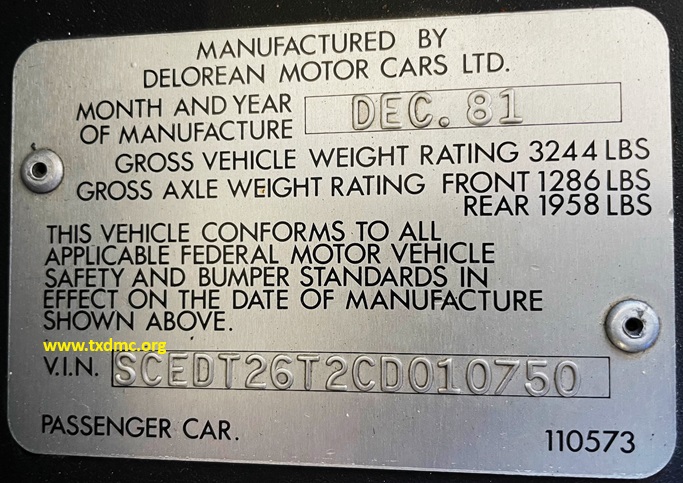 MANUFACTURED BY
DELOREAN MOTOR CARS LTD.
MONTH AND YEAR
OF MANUFACTURE DEC. 81
GROSS VEHICLE WEIGHT RATING 3244 LBS
GROSS AXLE WEIGHT RATING FRONT 1286 LBS
REAR 1958 LBS
THIS VEHICLE CONFORMS TO ALL
APPLICABLE FEDERAL MOTOR VEHICLE
SAFETY AND BUMPER STANDARDS IN
EFFECT ON THE DATE OF MANUFACTURE
SHOWN ABOVE.
www.txdmc.org
V.I.N. SCEDT26T2CD010750
PASSENGER CAR. 110573